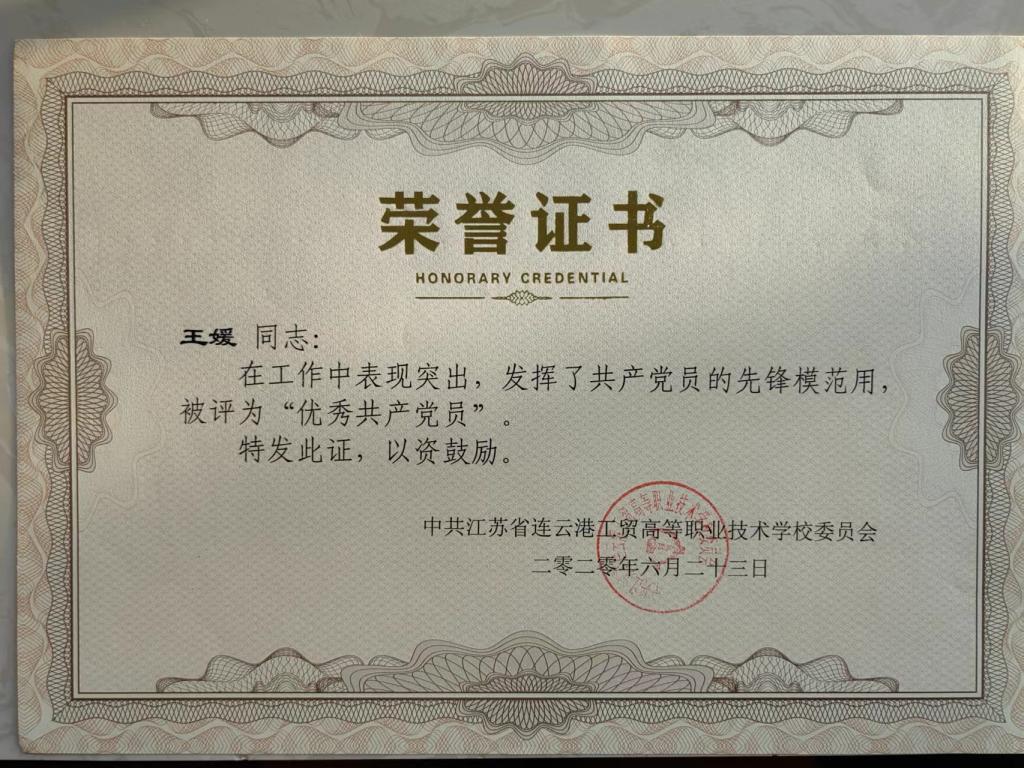 荣誉证书
HONORARY CREDENTIAL
王媛 同志：
在工作中表现突出，发挥了共产党员的先锋模范用，
被评为“优秀共产党员”。
特发此证，以资鼓励。
中共江苏省连云港工贸高等职业技术学校委员会
二零二零年六月二十三日